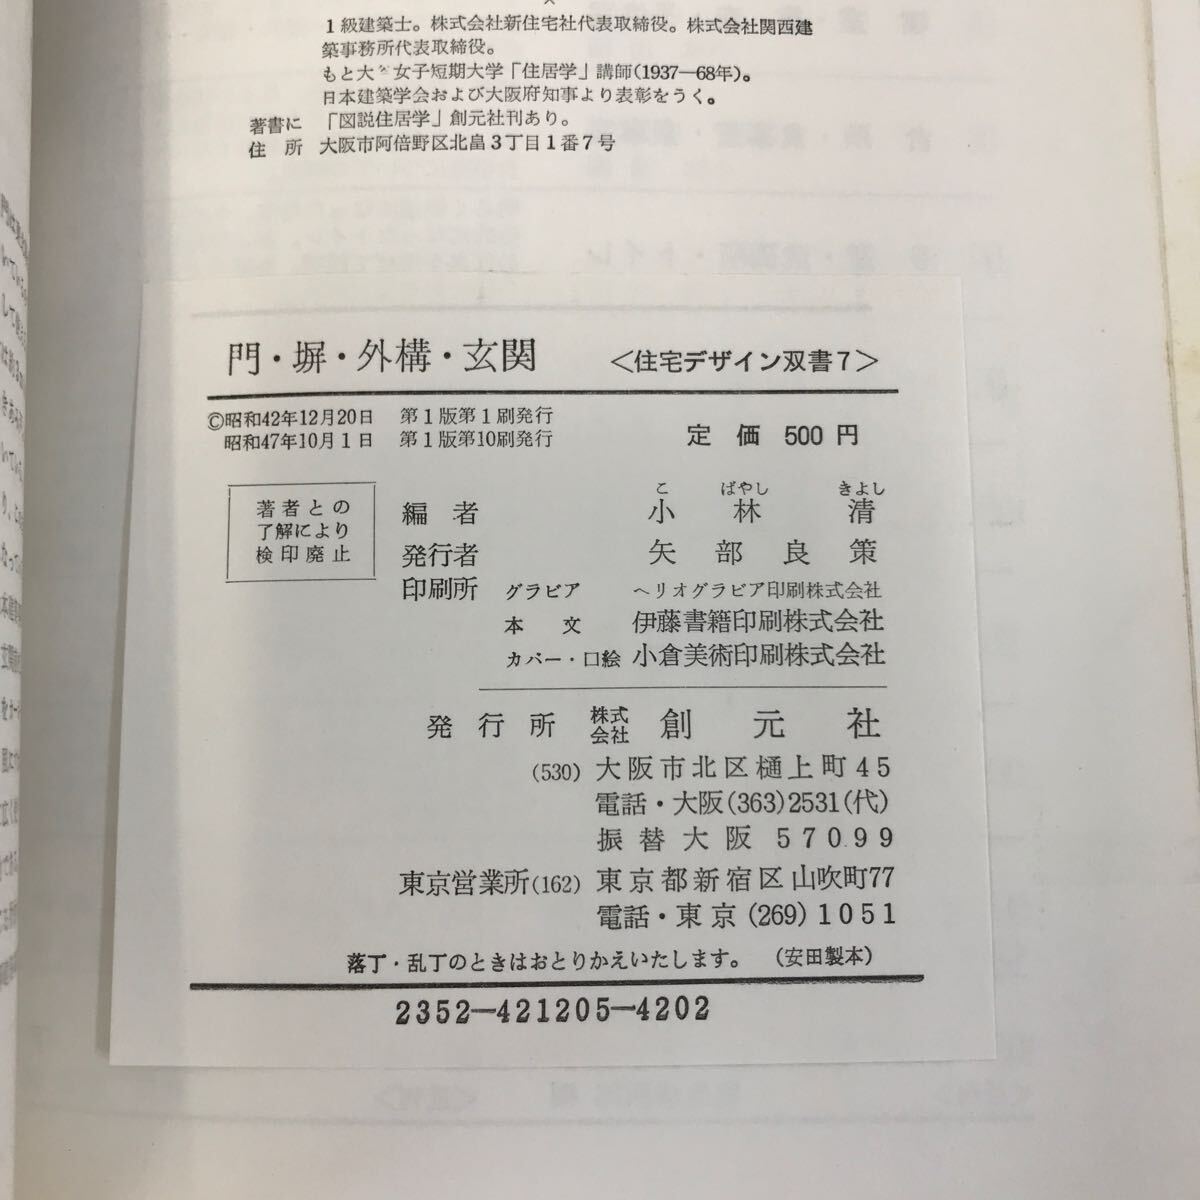 ×
1級建築士。株式会社新住宅社代表取締役。株式会社関西建
築事務所代表取締役。
もと大 女子短期大学「住居学」講師(1937―68年)。
日本建築学会および大阪府知事より表彰をうく。
著書に 「図説住居学」創元社刊あり。
住所 大阪市阿倍野区北畠3丁目1番7号
門・塀・外構・玄関 <住宅デザイン双書7>
©昭和42年12月20日 第1版第1刷発行
昭和47年10月1日 第1版第10刷発行
定価 500円
著者との
了解により
検印廃止
こ ばやし きよし
編者 小林清
発行者 矢部良策
印刷所 グラビア ヘリオグラビア印刷株式会社
本文 伊藤書籍印刷株式会社
カバー・口絵 小倉美術印刷株式会社
発行所 株式会社 創元社
(530) 大阪市北区樋上町45
電話・大阪(363)2531(代)
振替大阪 57099
東京営業所(162) 東京都新宿区山吹町77
電話・東京(269)1051
落丁・乱丁のときはおとりかえいたします。 (安田製本)
2352―421205―4202